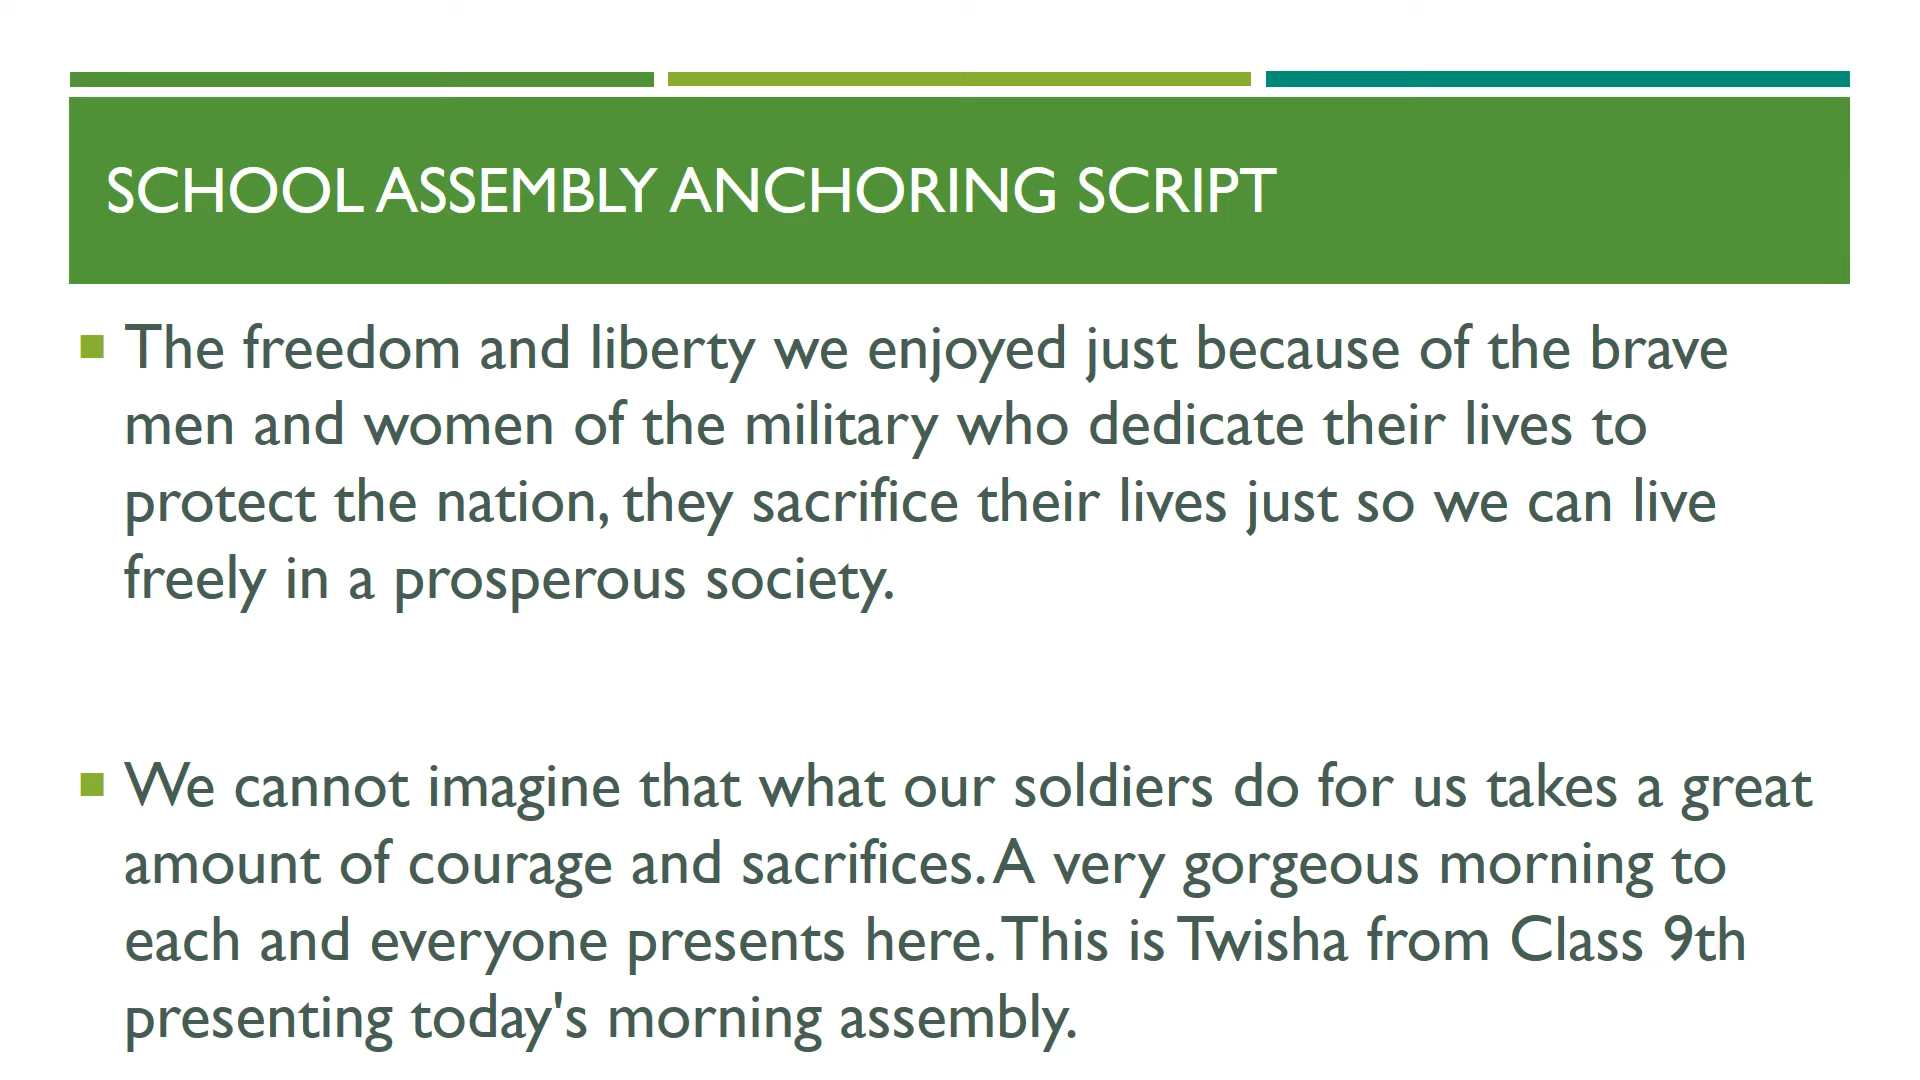 SCHOOL ASSEMBLY ANCHORING SCRIPT
The freedom and liberty we enjoyed just because of the brave
men and women of the military who dedicate their lives to
protect the nation, they sacrifice their lives just so we can live
freely in a prosperous society.
We cannot imagine that what our soldiers do for us takes a great
amount of courage and sacrifices. A very gorgeous morning to
each and everyone presents here. This is Twisha from Class 9th
presenting today's morning assembly.